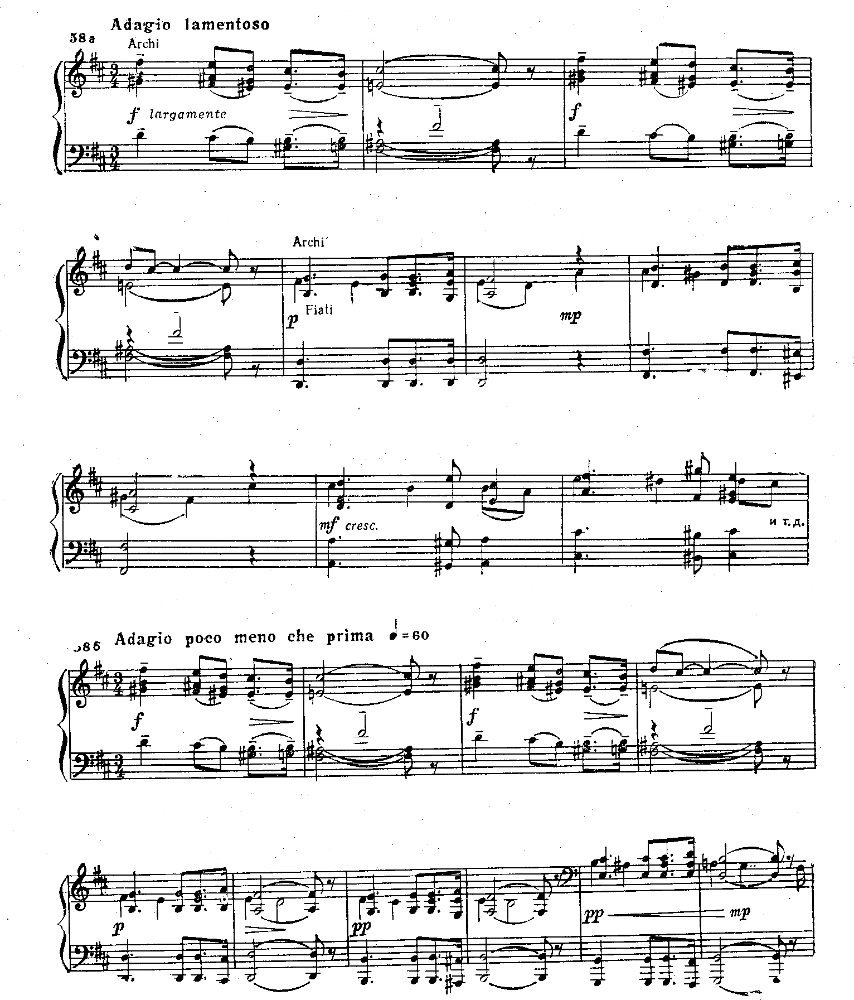 Adagio lamentoso
58а
Archi
f largamente
f
Archi
p Fiati
mp
mf cresc.
и т.д.
58б Adagio poco meno che prima ♩=60
f
f
p
pp
pp
mp